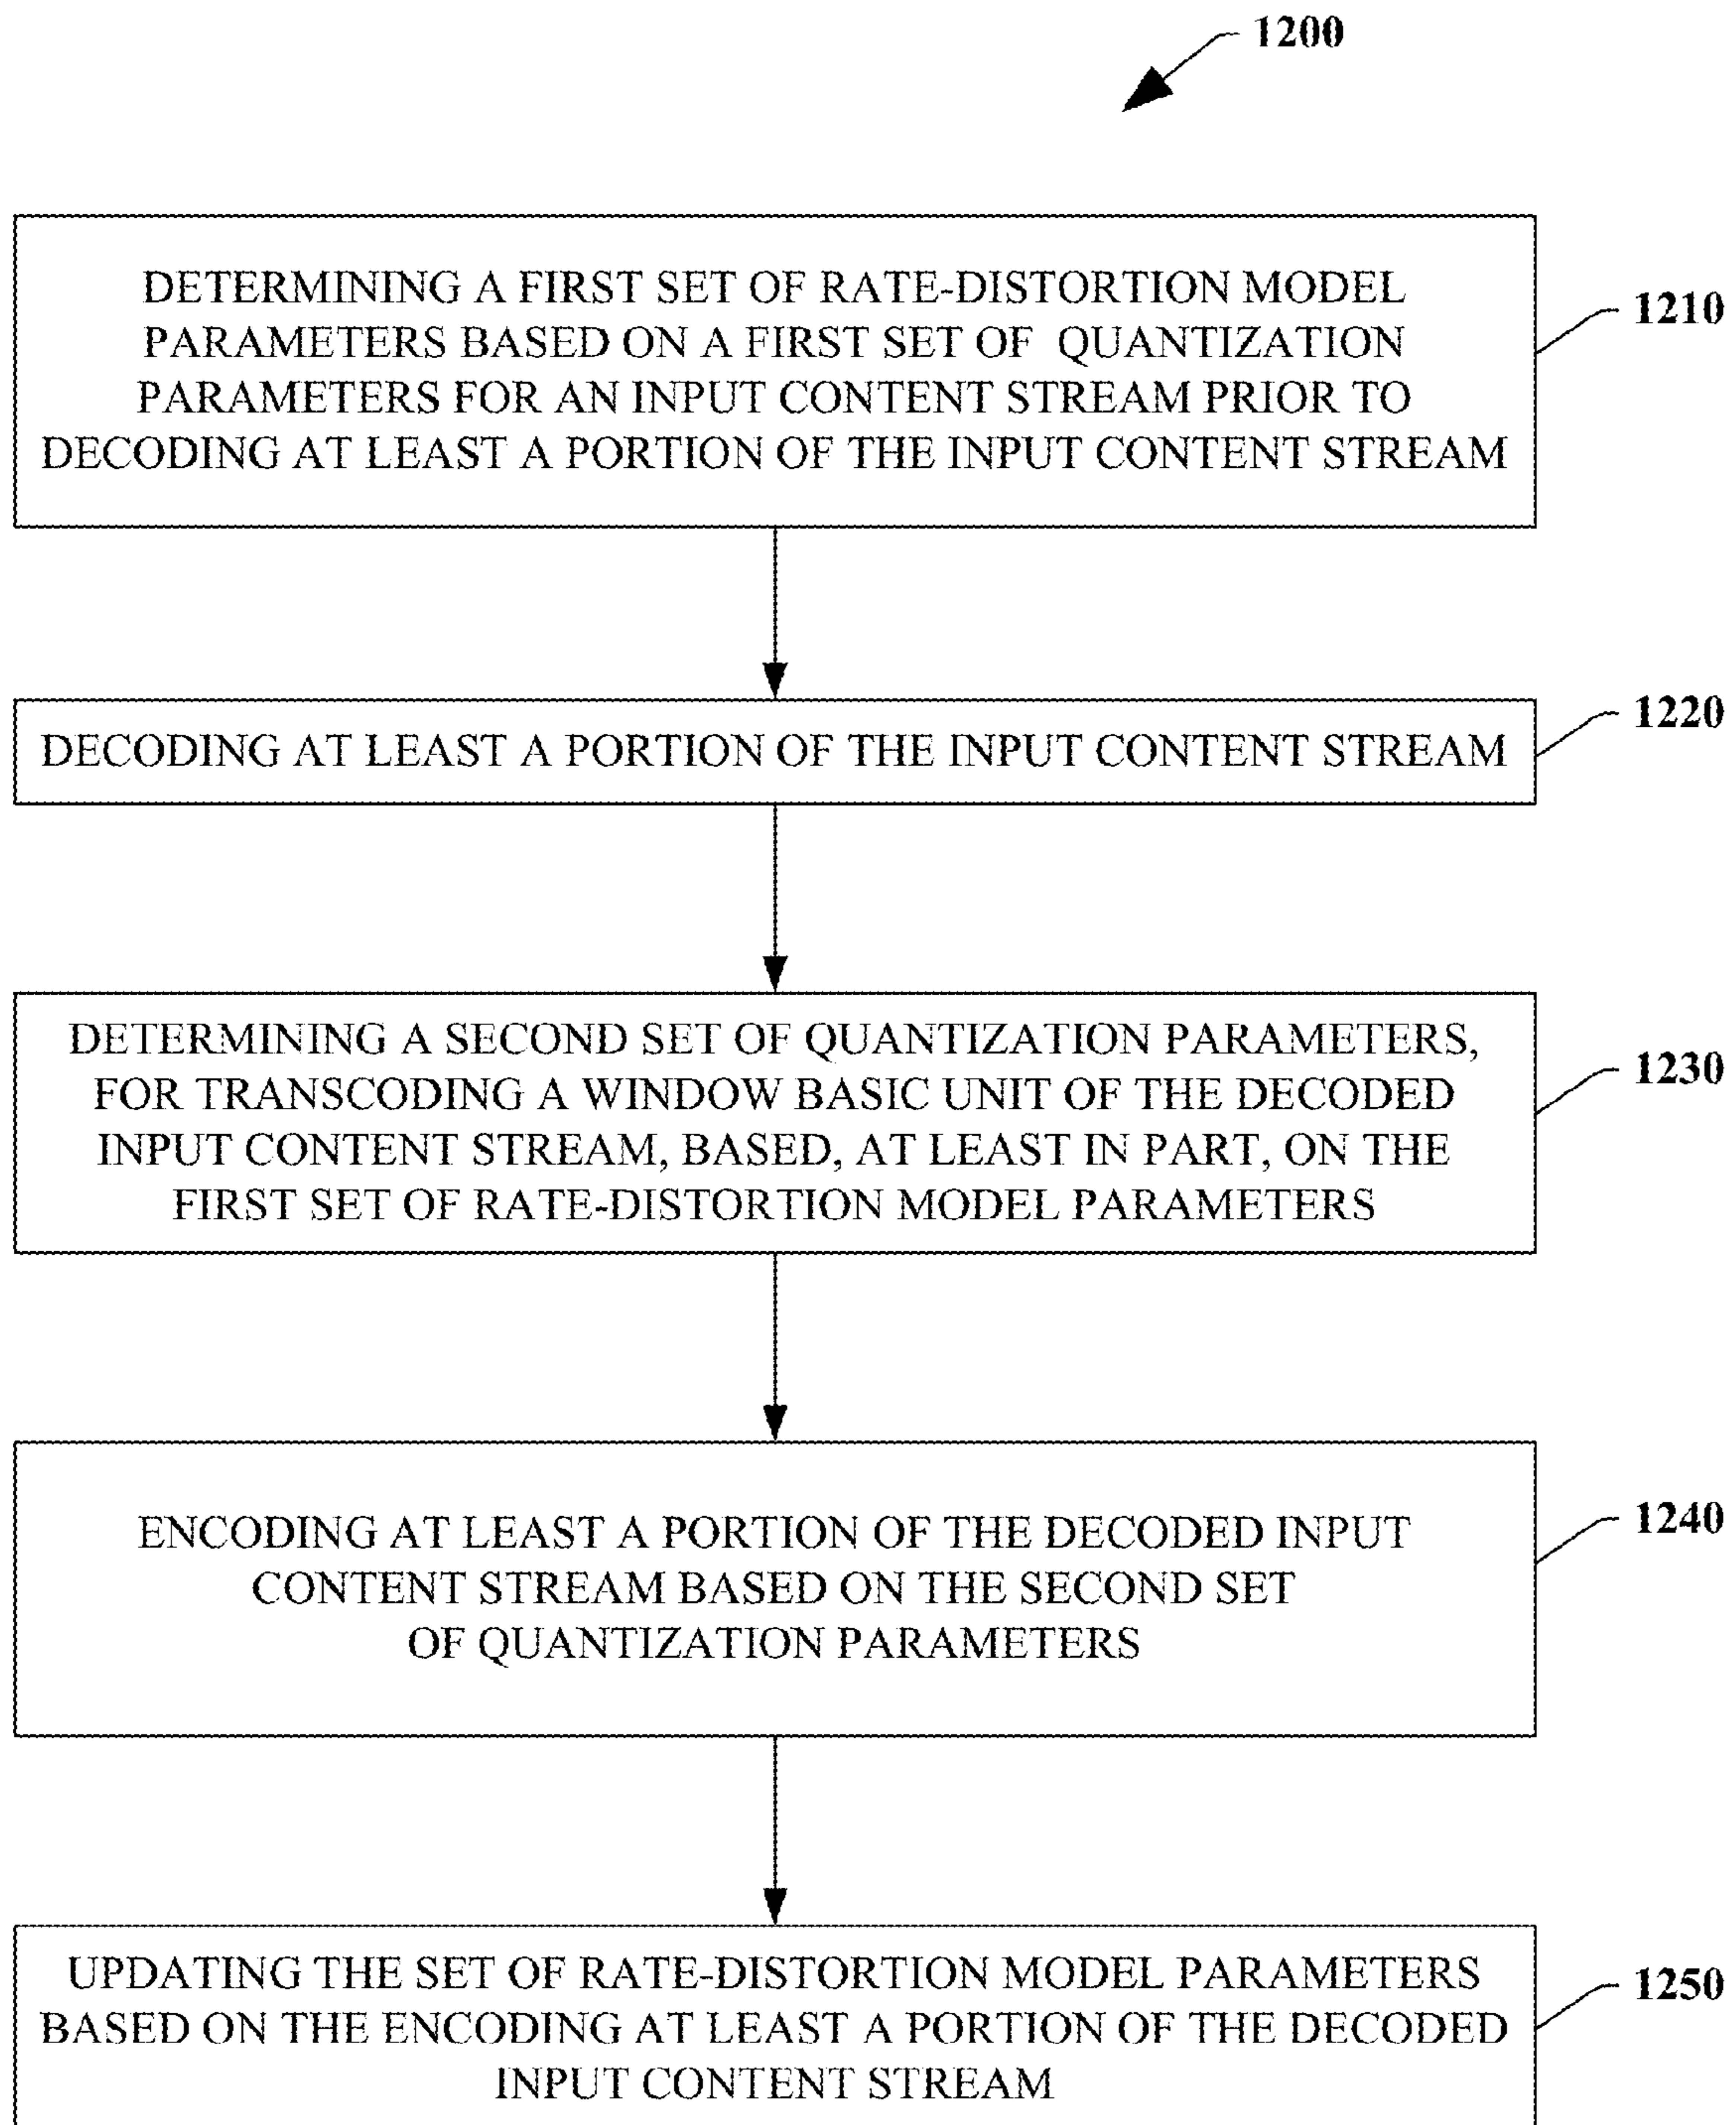 1200
DETERMINING A FIRST SET OF RATE-DISTORTION MODEL
PARAMETERS BASED ON A FIRST SET OF QUANTIZATION
PARAMETERS FOR AN INPUT CONTENT STREAM PRIOR TO
DECODING AT LEAST A PORTION OF THE INPUT CONTENT STREAM
1210
DECODING AT LEAST A PORTION OF THE INPUT CONTENT STREAM
1220
DETERMINING A SECOND SET OF QUANTIZATION PARAMETERS,
FOR TRANSCODING A WINDOW BASIC UNIT OF THE DECODED
INPUT CONTENT STREAM, BASED, AT LEAST IN PART, ON THE
FIRST SET OF RATE-DISTORTION MODEL PARAMETERS
1230
ENCODING AT LEAST A PORTION OF THE DECODED INPUT
CONTENT STREAM BASED ON THE SECOND SET
OF QUANTIZATION PARAMETERS
1240
UPDATING THE SET OF RATE-DISTORTION MODEL PARAMETERS
BASED ON THE ENCODING AT LEAST A PORTION OF THE DECODED
INPUT CONTENT STREAM
1250